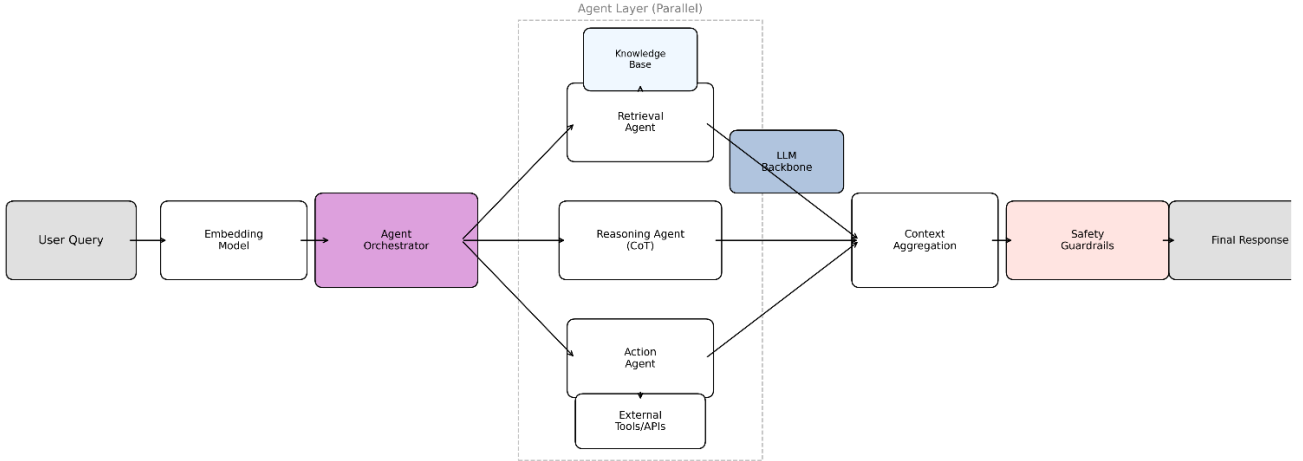 Agent Layer (Parallel)
Knowledge
Base
Retrieval
Agent
LLM
Backbone
User Query
Embedding
Model
Agent
Orchestrator
Reasoning Agent
(CoT)
Context
Aggregation
Safety
Guardrails
Final Response
Action
Agent
External
Tools/APIs